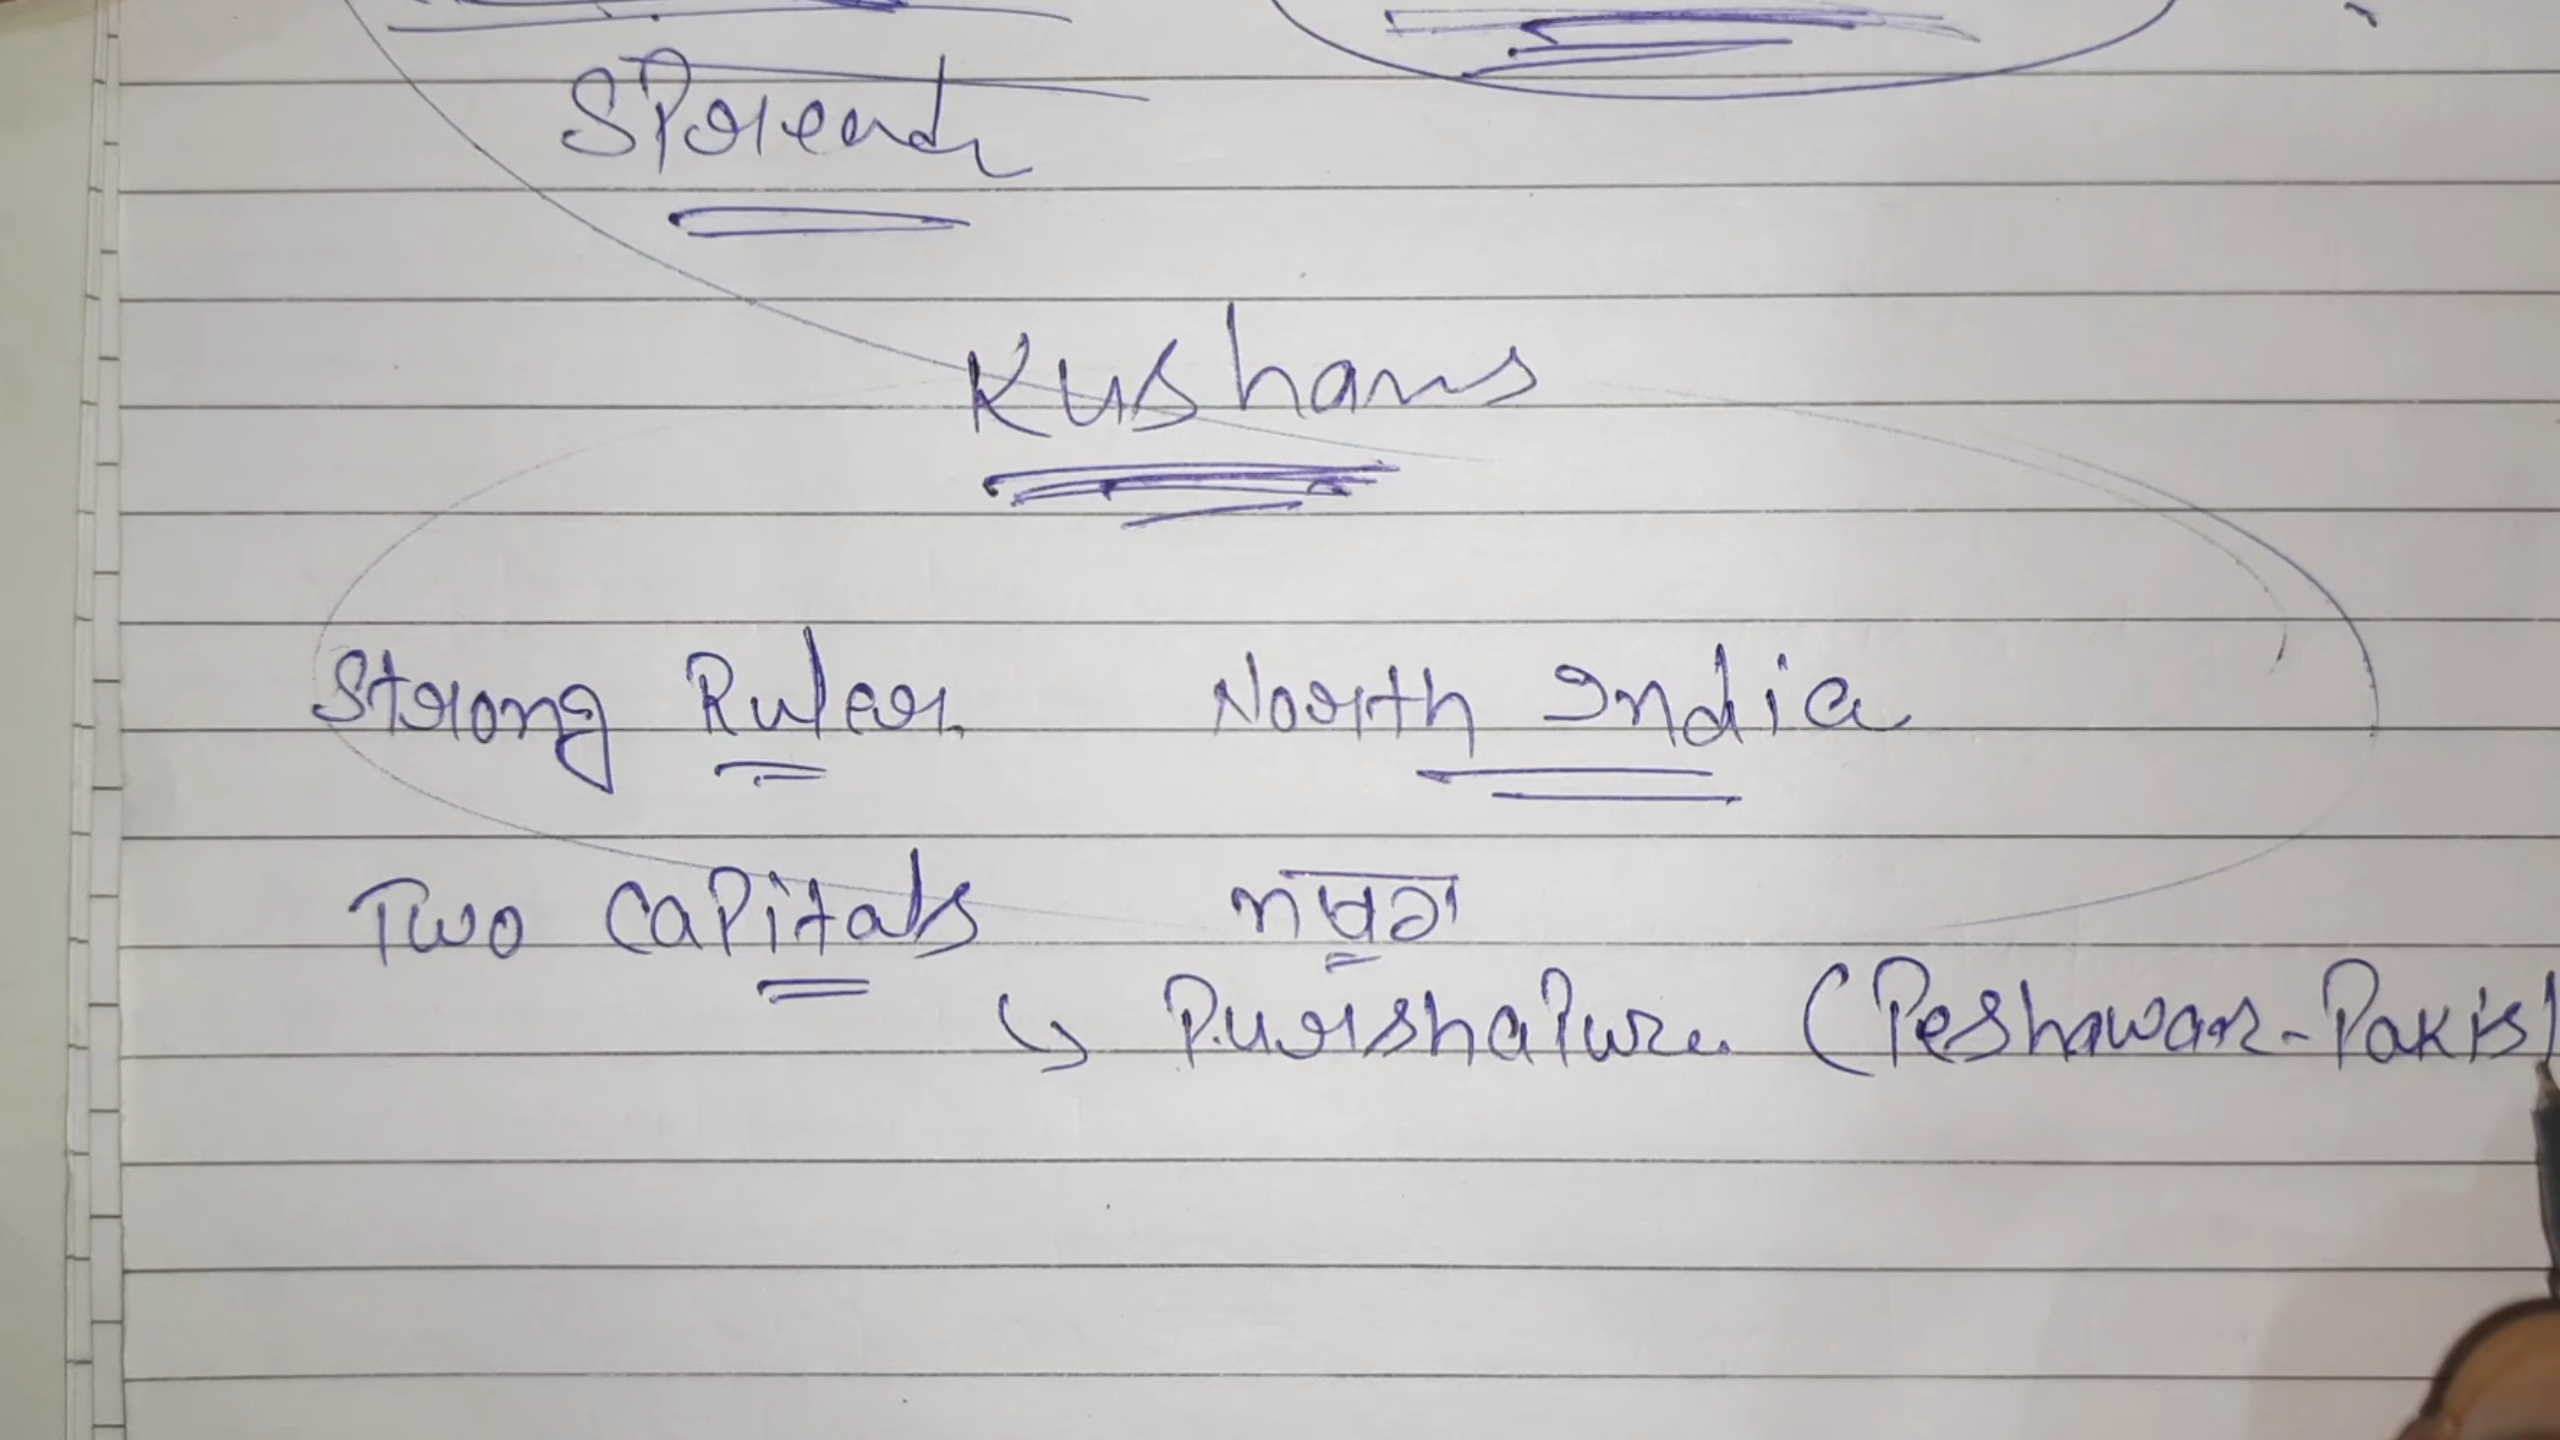 Spread
Kushans
Strong Ruler North India
Two Capitals मथुरा
↳ Purushapura (Peshawar-Pakis